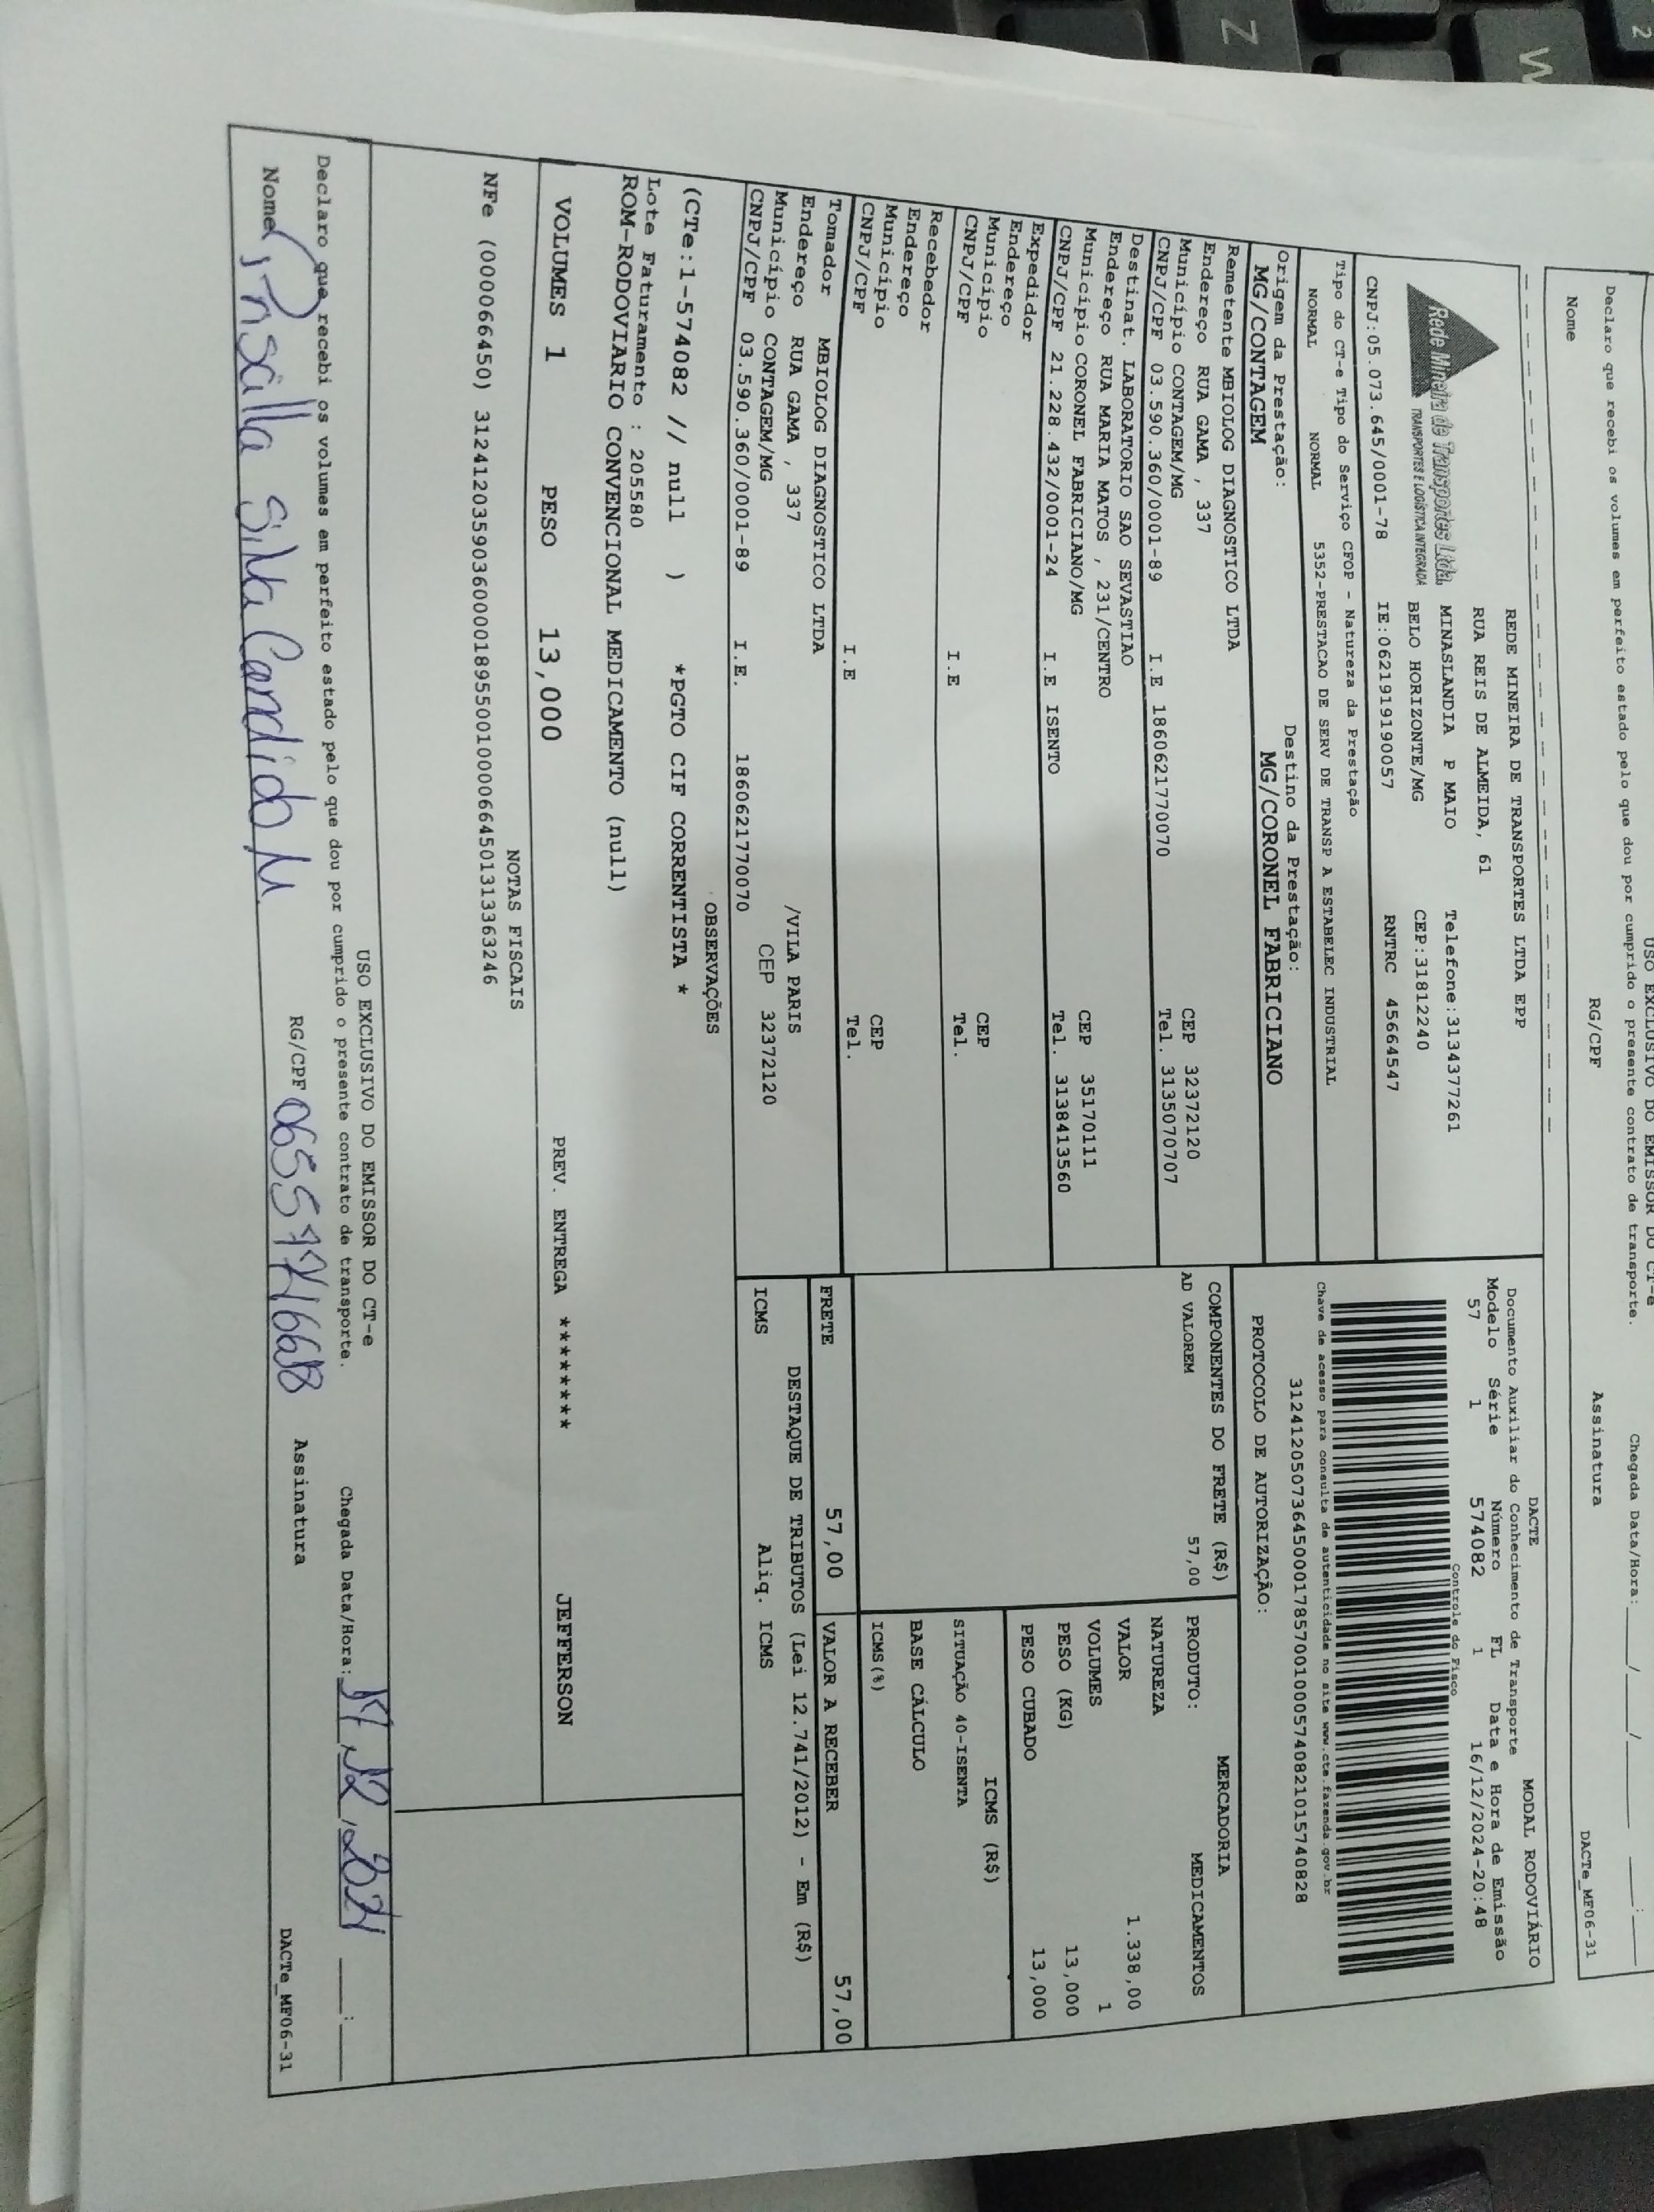 USO EXCLUSIVO DO EMISSOR DO CT-e
Declaro que recebi os volumes em perfeito estado pelo que dou por cumprido o presente contrato de transporte.
Chegada Data/Hora:____/____/____ ___:___
Nome RG/CPF Assinatura DACTe_MF06-31
Rede Mineira de Transportes Ltda.
TRANSPORTES E LOGÍSTICA INTEGRADA
REDE MINEIRA DE TRANSPORTES LTDA EPP
RUA REIS DE ALMEIDA, 61
MINASLANDIA P MAIO Telefone:3134377261
BELO HORIZONTE/MG CEP:31812240
CNPJ:05.073.645/0001-78 IE:0621919190057 RNTRC 45664547
DACTE MODAL RODOVIÁRIO
Documento Auxiliar do Conhecimento de Transporte
Modelo Série Número FL Data e Hora de Emissão
57 1 574082 1 16/12/2024-20:48
Controle do Fisco
Chave de acesso para consulta de autenticidade no site www.cte.fazenda.gov.br
31241205073645000178570010005740821015740828
PROTOCOLO DE AUTORIZAÇÃO:
Tipo do CT-e Tipo do Serviço CFOP - Natureza da Prestação
NORMAL NORMAL 5352-PRESTACAO DE SERV DE TRANSP A ESTABELEC INDUSTRIAL
Origem da Prestação: Destino da Prestação:
MG/CONTAGEM MG/CORONEL FABRICIANO
Remetente MBIOLOG DIAGNOSTICO LTDA
Endereço RUA GAMA , 337
Município CONTAGEM/MG CEP 32372120
CNPJ/CPF 03.590.360/0001-89 I.E 1860621770070 Tel. 3135070707
Destinat. LABORATORIO SAO SEVASTIAO
Endereço RUA MARIA MATOS , 231/CENTRO
Município CORONEL FABRICIANO/MG CEP 35170111
CNPJ/CPF 21.228.432/0001-24 I.E ISENTO Tel. 3138413560
Expedidor
Endereço
Município CEP
CNPJ/CPF I.E Tel.
Recebedor
Endereço
Município CEP
CNPJ/CPF I.E Tel.
Tomador MBIOLOG DIAGNOSTICO LTDA
Endereço RUA GAMA , 337 /VILA PARIS
Município CONTAGEM/MG CEP 32372120
CNPJ/CPF 03.590.360/0001-89 I.E. 1860621770070
COMPONENTES DO FRETE (R$)
AD VALOREM 57,00
MERCADORIA
PRODUTO: MEDICAMENTOS
NATUREZA
VALOR 1.338,00
VOLUMES 1
PESO (KG) 13,000
PESO CUBADO 13,000
ICMS (R$)
SITUAÇÃO 40-ISENTA
BASE CÁLCULO
ICMS(%)
FRETE 57,00 VALOR A RECEBER 57,00
DESTAQUE DE TRIBUTOS (Lei 12.741/2012) - Em (R$)
ICMS Aliq. ICMS
OBSERVAÇÕES
(CTe:1-574082 // null ) *PGTO CIF CORRENTISTA *
Lote Faturamento : 205580
ROM-RODOVIARIO CONVENCIONAL MEDICAMENTO (null)
VOLUMES 1 PESO 13,000 PREV. ENTREGA ******** JEFFERSON
NOTAS FISCAIS
NFe (000066450) 31241203590360000189550010000664501313363246
USO EXCLUSIVO DO EMISSOR DO CT-e
Declaro que recebi os volumes em perfeito estado pelo que dou por cumprido o presente contrato de transporte.
Chegada Data/Hora: ___:___
Nome Priscilla Silva Candido RG/CPF Assinatura DACTe_MF06-31